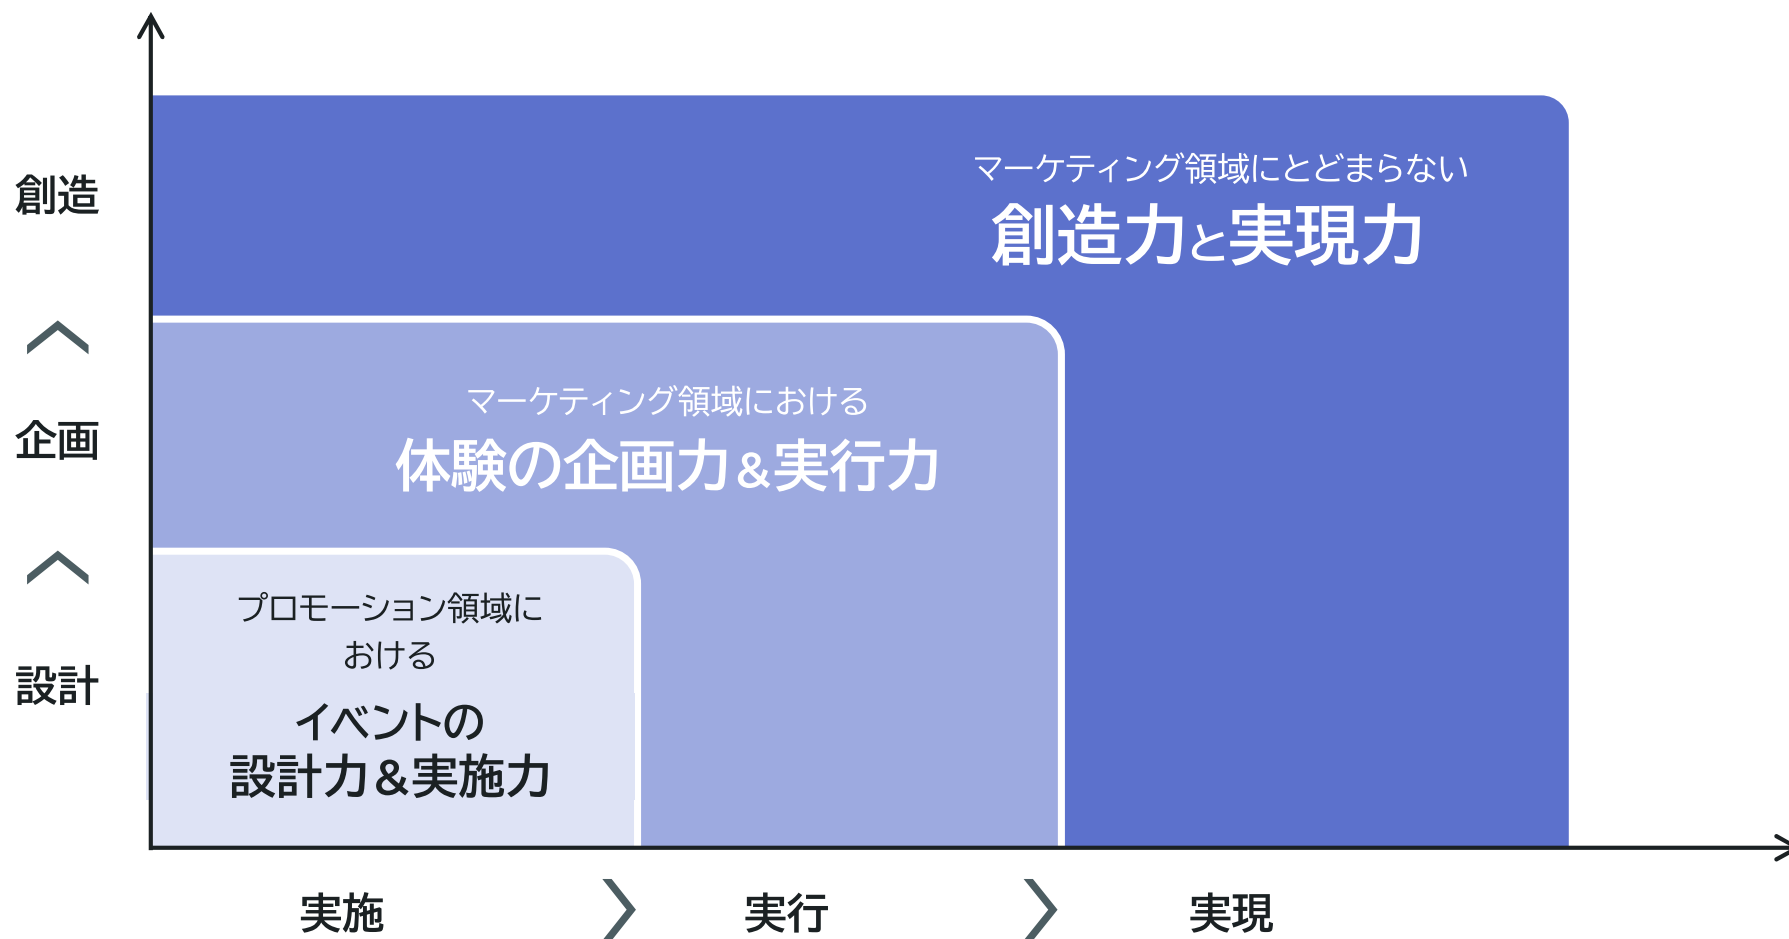 創造
企画
設計
マーケティング領域にとどまらない
創造力と実現力
マーケティング領域における
体験の企画力&実行力
プロモーション領域に
おける
イベントの
設計力&実施力
実施
実行
実現